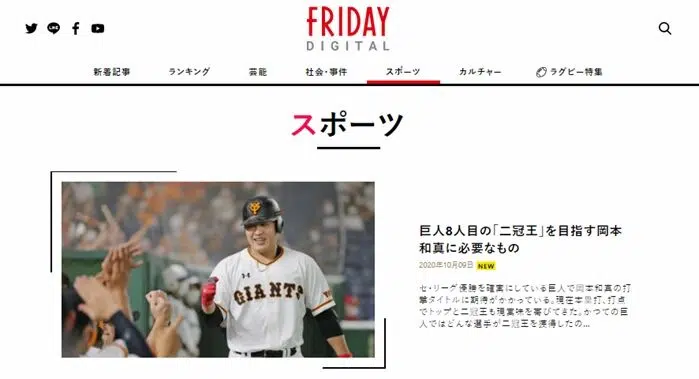 FRIDAY
DIGITAL
新着記事
ランキング
芸能
社会・事件
スポーツ
カルチャー
ラグビー特集
スポーツ
GIANTS
巨人8人目の「二冠王」を目指す岡本
和真に必要なもの
2020年10月09日 NEW
セ・リーグ優勝を確実にしている巨人で岡本和真の打
撃タイトルに期待がかかっている。現在本塁打、打点
でトップと二冠王も現実味を帯びてきた。かつての巨
人ではどんな選手が二冠王を獲得したの...